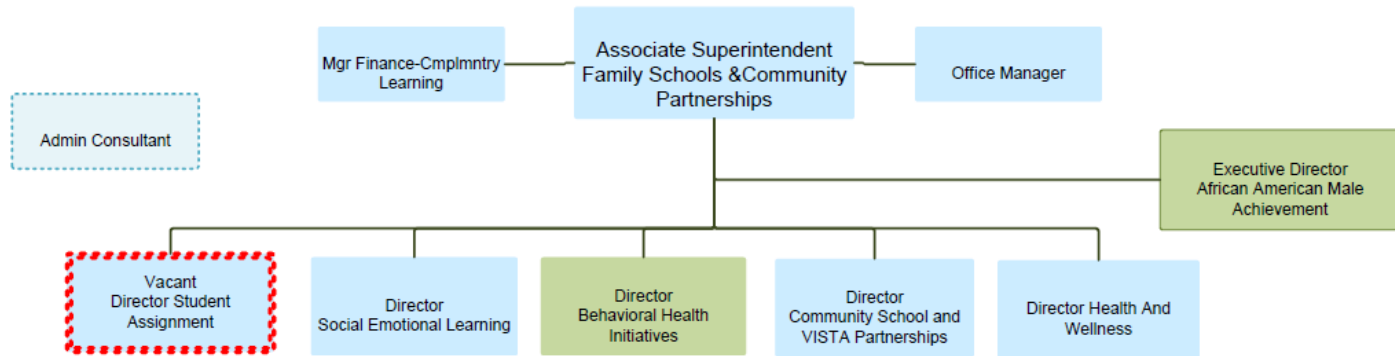 Mgr Finance-Cmplmntry
Learning
Associate Superintendent
Family Schools &Community
Partnerships
Office Manager
Admin Consultant
Executive Director
African American Male
Achievement
Vacant
Director Student
Assignment
Director
Social Emotional Learning
Director
Behavioral Health
Initiatives
Director
Community School and
VISTA Partnerships
Director Health And
Wellness